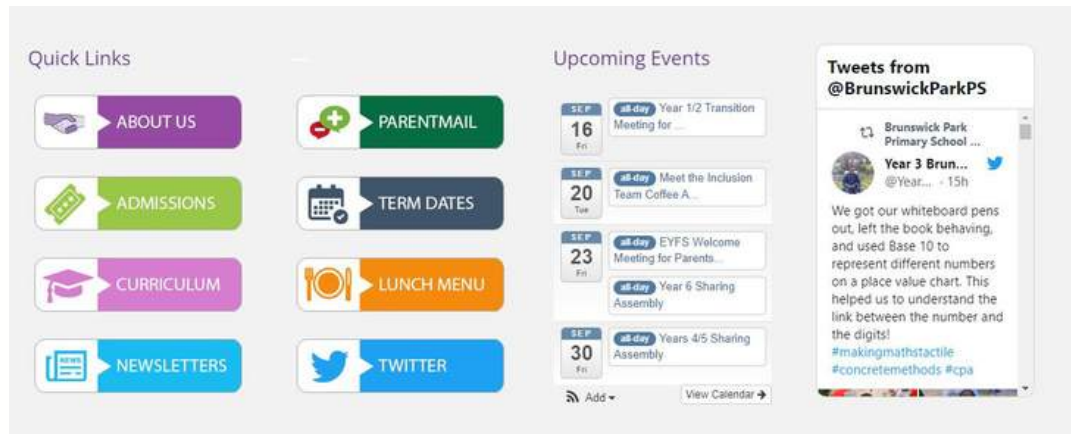 Quick Links
ABOUT US
PARENTMAIL
ADMISSIONS
TERM DATES
CURRICULUM
LUNCH MENU
NEWS
NEWSLETTERS
TWITTER
Upcoming Events
SEP
16
Fri
all-day Year 1/2 Transition
Meeting for ...
SEP
20
Tue
all-day Meet the Inclusion
Team Coffee A...
SEP
23
Fri
all-day EYFS Welcome
Meeting for Parents...
all-day Year 6 Sharing
Assembly
SEP
30
Fri
all-day Years 4/5 Sharing
Assembly
Add
View Calendar
Tweets from
@BrunswickParkPS
Brunswick Park
Primary School ...
Year 3 Brun...
@Year... · 15h
We got our whiteboard pens
out, left the book behaving,
and used Base 10 to
represent different numbers
on a place value chart. This
helped us to understand the
link between the number and
the digits!
#makingmathstactile
#concretemethods #cpa